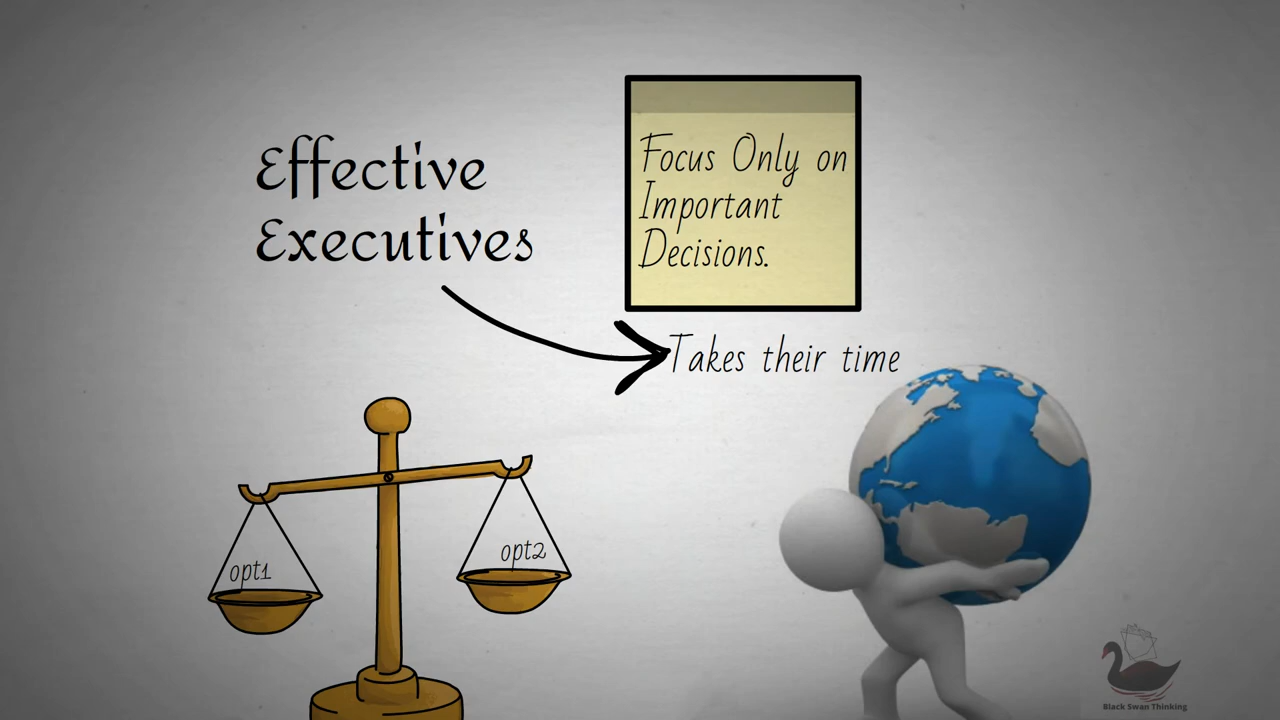 Effective
Executives
Focus Only on
Important
Decisions.
Takes their time
opt1
opt2
Black Swan Thinking